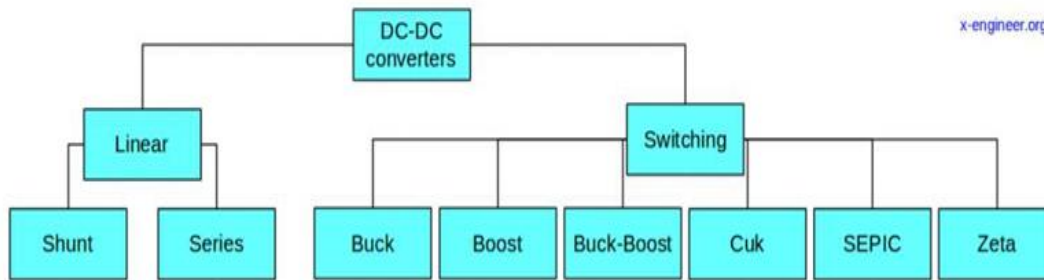 DC-DC
converters
x-engineer.org
Linear
Switching
Shunt
Series
Buck
Boost
Buck-Boost
Cuk
SEPIC
Zeta